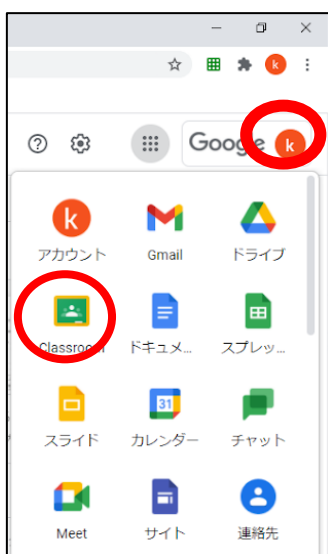 k
Google k
k
アカウント Gmail ドライブ
Classroom ドキュメ... スプレッ...
31
スライド カレンダー チャット
Meet サイト 連絡先